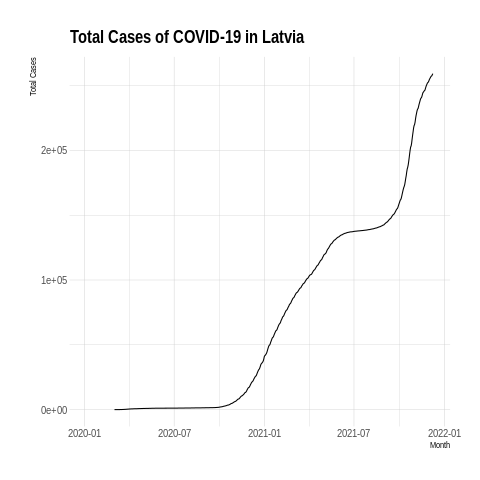 Total Cases of COVID-19 in Latvia
Total Cases
2e+05
1e+05
0e+00
2020-01 2020-07 2021-01 2021-07 2022-01
Month